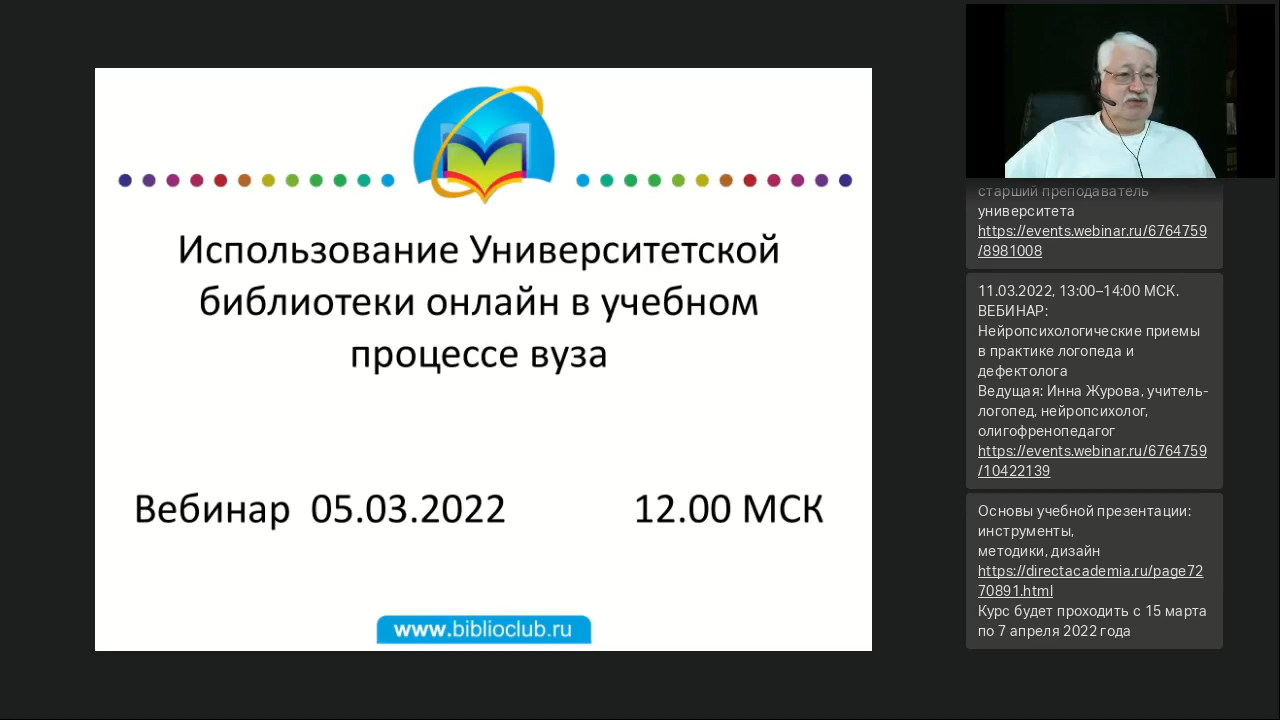 Использование Университетской
библиотеки онлайн в учебном
процессе вуза
Вебинар 05.03.2022 12.00 МСК
www.biblioclub.ru
старший преподаватель
университета
https://events.webinar.ru/6764759
/8981008
11.03.2022, 13:00–14:00 МСК.
ВЕБИНАР:
Нейропсихологические приемы
в практике логопеда и
дефектолога
Ведущая: Инна Журова, учитель-
логопед, нейропсихолог,
олигофренопедагог
https://events.webinar.ru/6764759
/10422139
Основы учебной презентации:
инструменты,
методики, дизайн
https://directacademia.ru/page72
70891.html
Курс будет проходить с 15 марта
по 7 апреля 2022 года